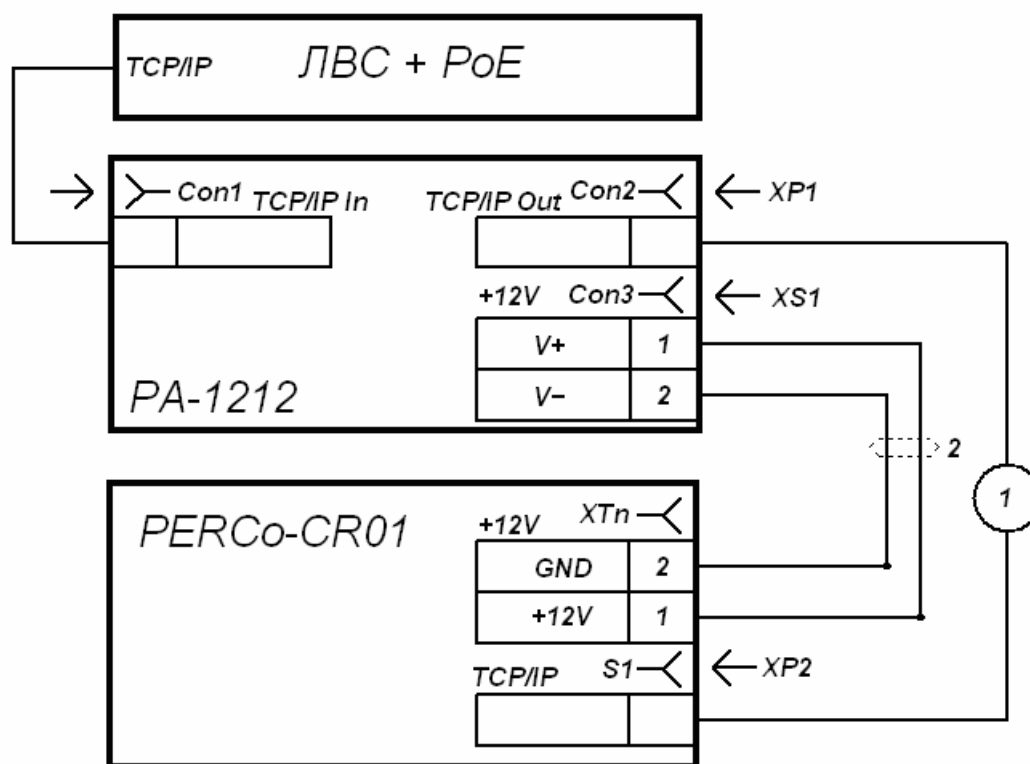 TCP/IP ЛВС + PoE
Con1 TCP/IP In TCP/IP Out Con2 XP1
+12V Con3 XS1
V+ 1
V– 2
PA-1212
2
1
PERCo-CR01 +12V XTn
GND 2
+12V 1
TCP/IP S1 XP2